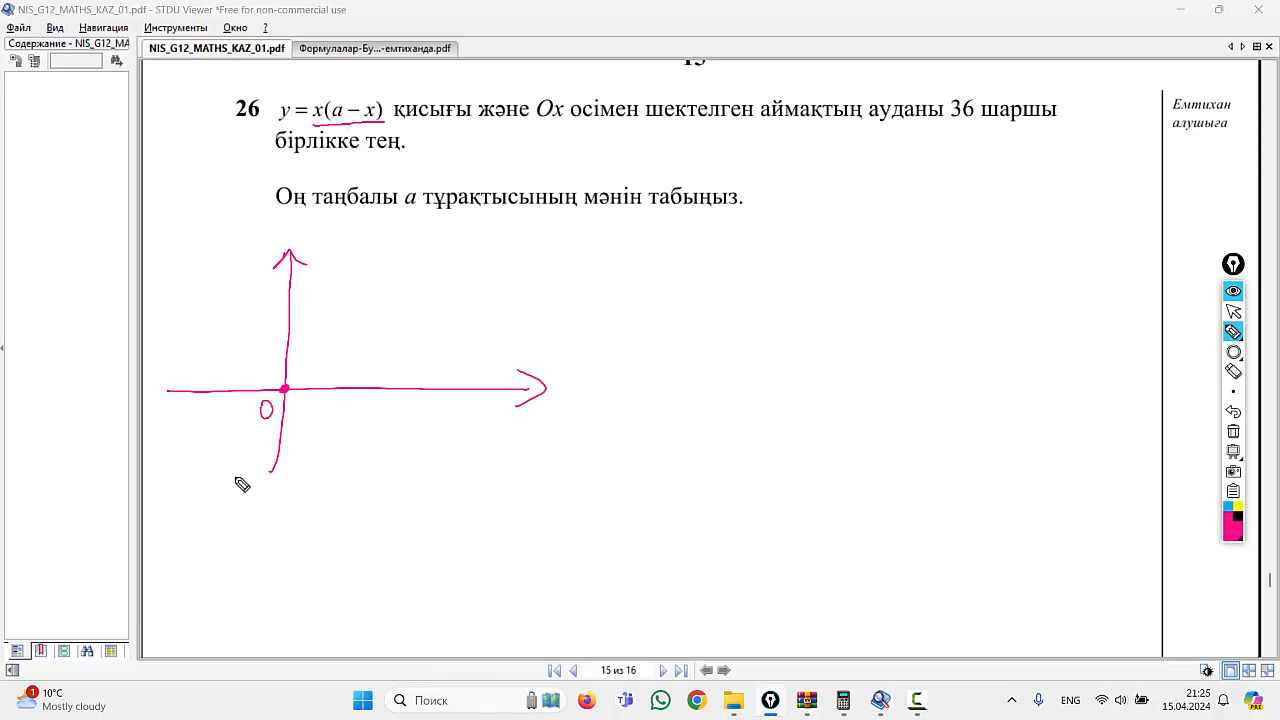 NIS_G12_MATHS_KAZ_01.pdf - STDU Viewer *Free for non-commercial use
Файл Вид Навигация Инструменты Окно ?
Содержание - NIS_G12_MA
NIS_G12_MATHS_KAZ_01.pdf Формулалар-Бу...-емтиханда.pdf
26 y = x(a − x) қисығы және Ox осімен шектелген аймақтың ауданы 36 шаршы
бірлікке тең.
Оң таңбалы a тұрақтысының мәнін табыңыз.
Емтихан
алушыға
0
15 из 16
1
10°C
Mostly cloudy
Поиск
ENG
21:25
15.04.2024
PRE